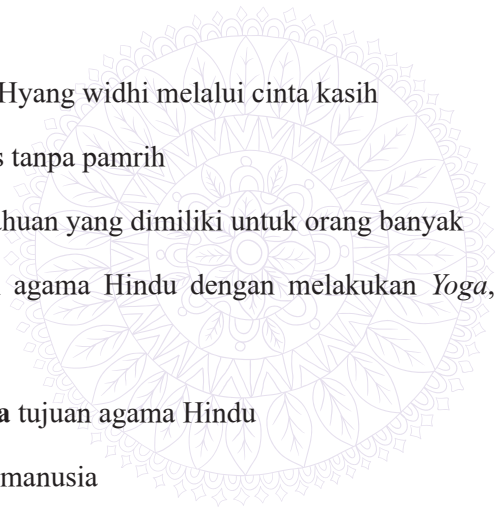 Hyang widhi melalui cinta kasih
s tanpa pamrih
ahuan yang dimiliki untuk orang banyak
agama Hindu dengan melakukan Yoga,
a tujuan agama Hindu
manusia